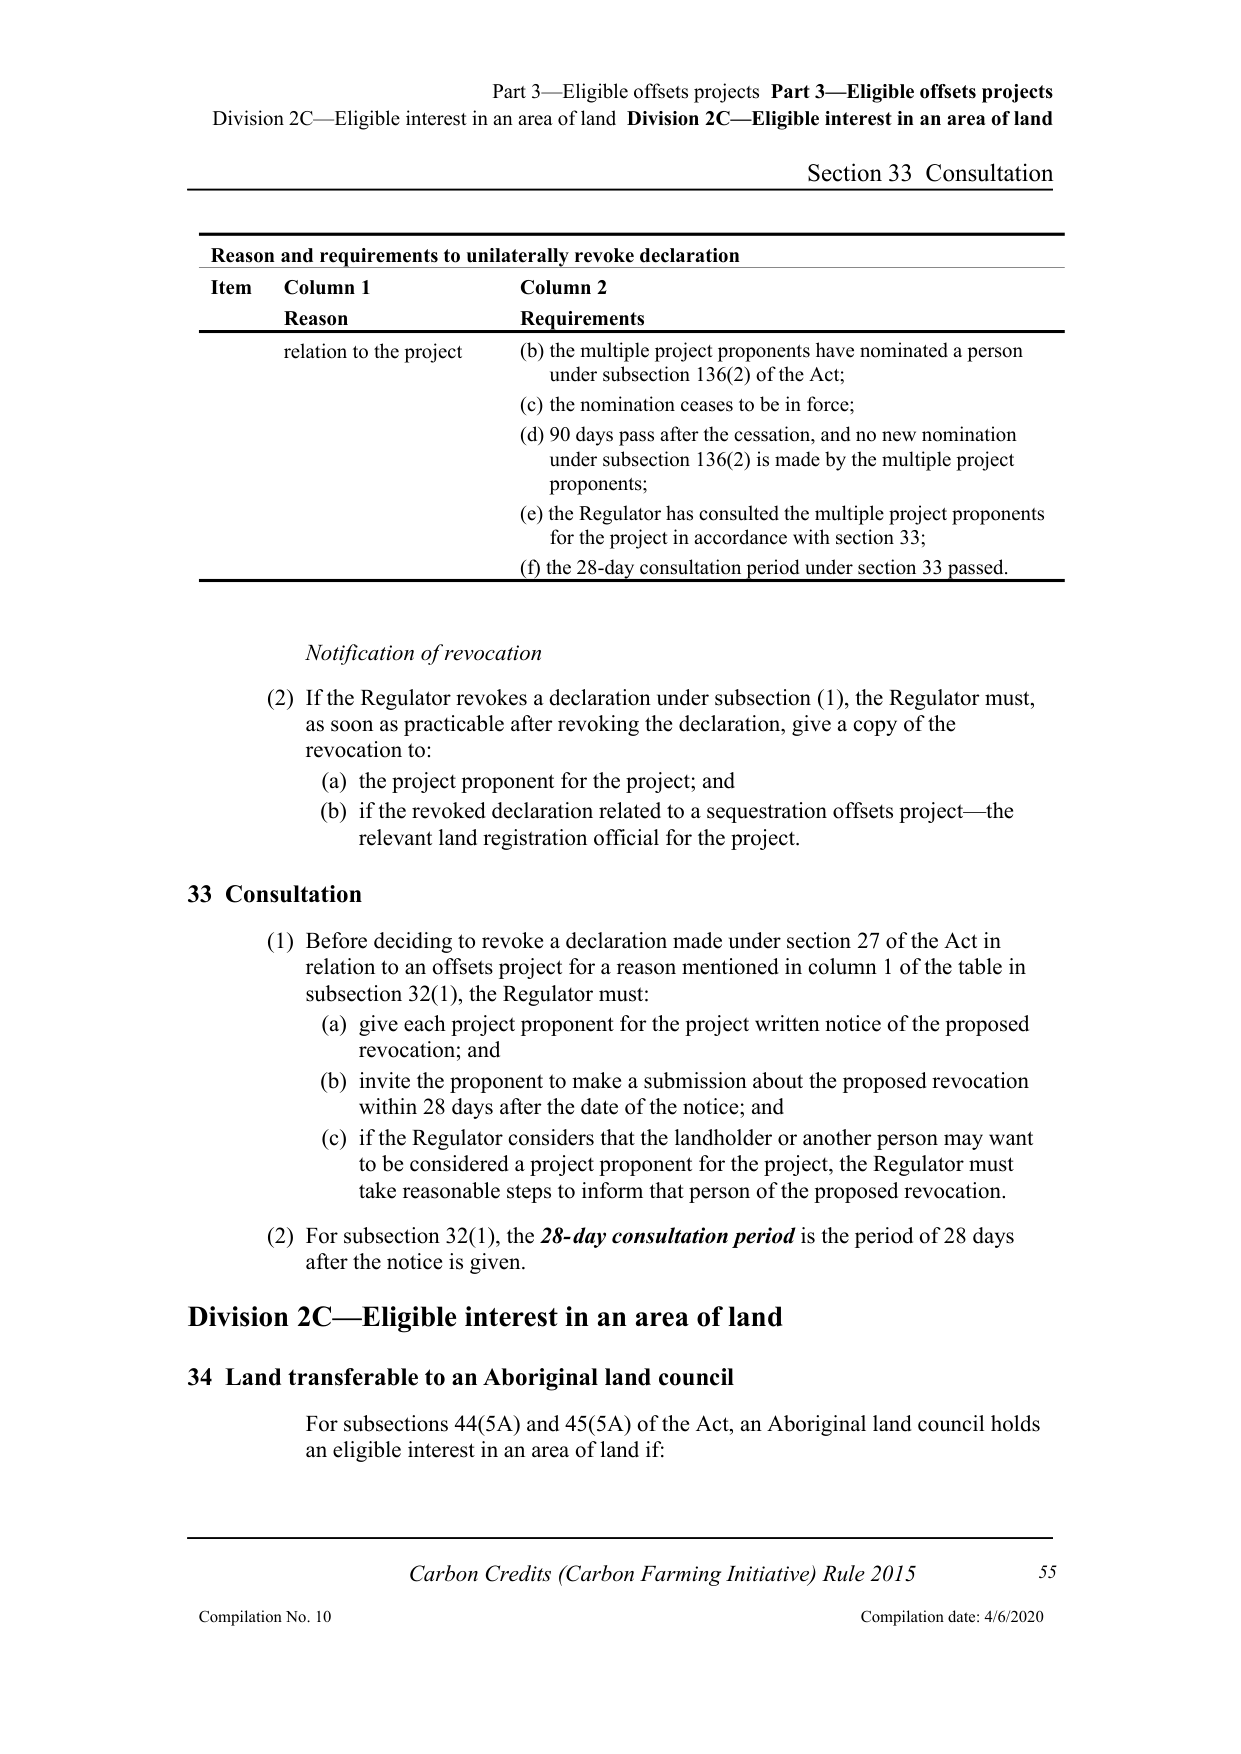 Part 3—Eligible offsets projects  Part 3—Eligible offsets projects
Division 2C—Eligible interest in an area of land  Division 2C—Eligible interest in an area of land
Section 33  Consultation
Reason and requirements to unilaterally revoke declaration
Item Column 1 Column 2
Reason Requirements
relation to the project (b) the multiple project proponents have nominated a person
under subsection 136(2) of the Act;
(c) the nomination ceases to be in force;
(d) 90 days pass after the cessation, and no new nomination
under subsection 136(2) is made by the multiple project
proponents;
(e) the Regulator has consulted the multiple project proponents
for the project in accordance with section 33;
(f) the 28-day consultation period under section 33 passed.
Notification of revocation
(2) If the Regulator revokes a declaration under subsection (1), the Regulator must,
as soon as practicable after revoking the declaration, give a copy of the
revocation to:
(a) the project proponent for the project; and
(b) if the revoked declaration related to a sequestration offsets project—the
relevant land registration official for the project.
33  Consultation
(1) Before deciding to revoke a declaration made under section 27 of the Act in
relation to an offsets project for a reason mentioned in column 1 of the table in
subsection 32(1), the Regulator must:
(a) give each project proponent for the project written notice of the proposed
revocation; and
(b) invite the proponent to make a submission about the proposed revocation
within 28 days after the date of the notice; and
(c) if the Regulator considers that the landholder or another person may want
to be considered a project proponent for the project, the Regulator must
take reasonable steps to inform that person of the proposed revocation.
(2) For subsection 32(1), the 28-day consultation period is the period of 28 days
after the notice is given.
Division 2C—Eligible interest in an area of land
34  Land transferable to an Aboriginal land council
For subsections 44(5A) and 45(5A) of the Act, an Aboriginal land council holds
an eligible interest in an area of land if:
Carbon Credits (Carbon Farming Initiative) Rule 2015 55
Compilation No. 10 Compilation date: 4/6/2020